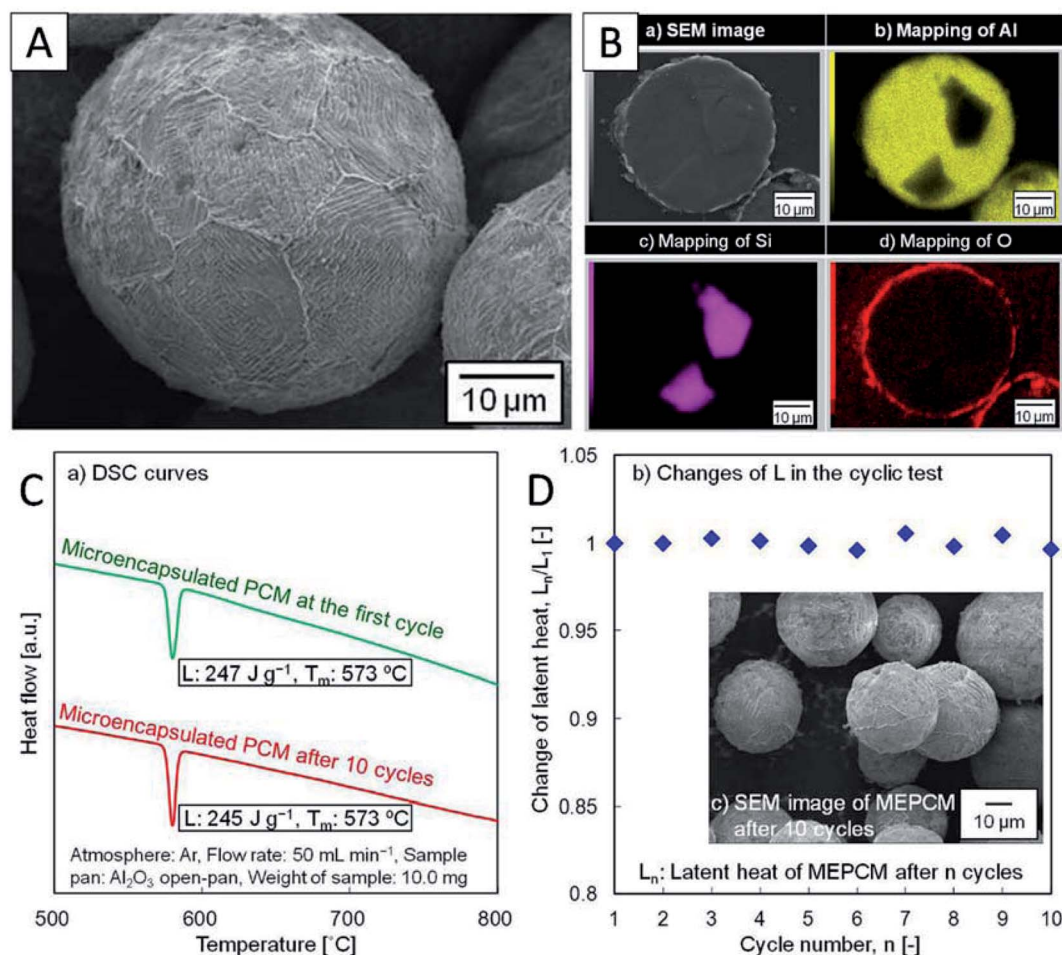 A
10 µm
B
a) SEM image
10 µm
b) Mapping of Al
10 µm
c) Mapping of Si
10 µm
d) Mapping of O
10 µm
C
a) DSC curves
Microencapsulated PCM at the first cycle
L: 247 J g⁻¹, Tₘ: 573 ºC
Microencapsulated PCM after 10 cycles
L: 245 J g⁻¹, Tₘ: 573 ºC
Atmosphere: Ar, Flow rate: 50 mL min⁻¹, Sample
pan: Al₂O₃ open-pan, Weight of sample: 10.0 mg
Heat flow [a.u.]
500
600
700
800
Temperature [˚C]
D
b) Changes of L in the cyclic test
Change of latent heat, Lₙ/L₁ [-]
1.05
1
0.95
0.9
0.85
0.8
c) SEM image of MEPCM
after 10 cycles
10 µm
Lₙ: Latent heat of MEPCM after n cycles
1
2
3
4
5
6
7
8
9
10
Cycle number, n [-]